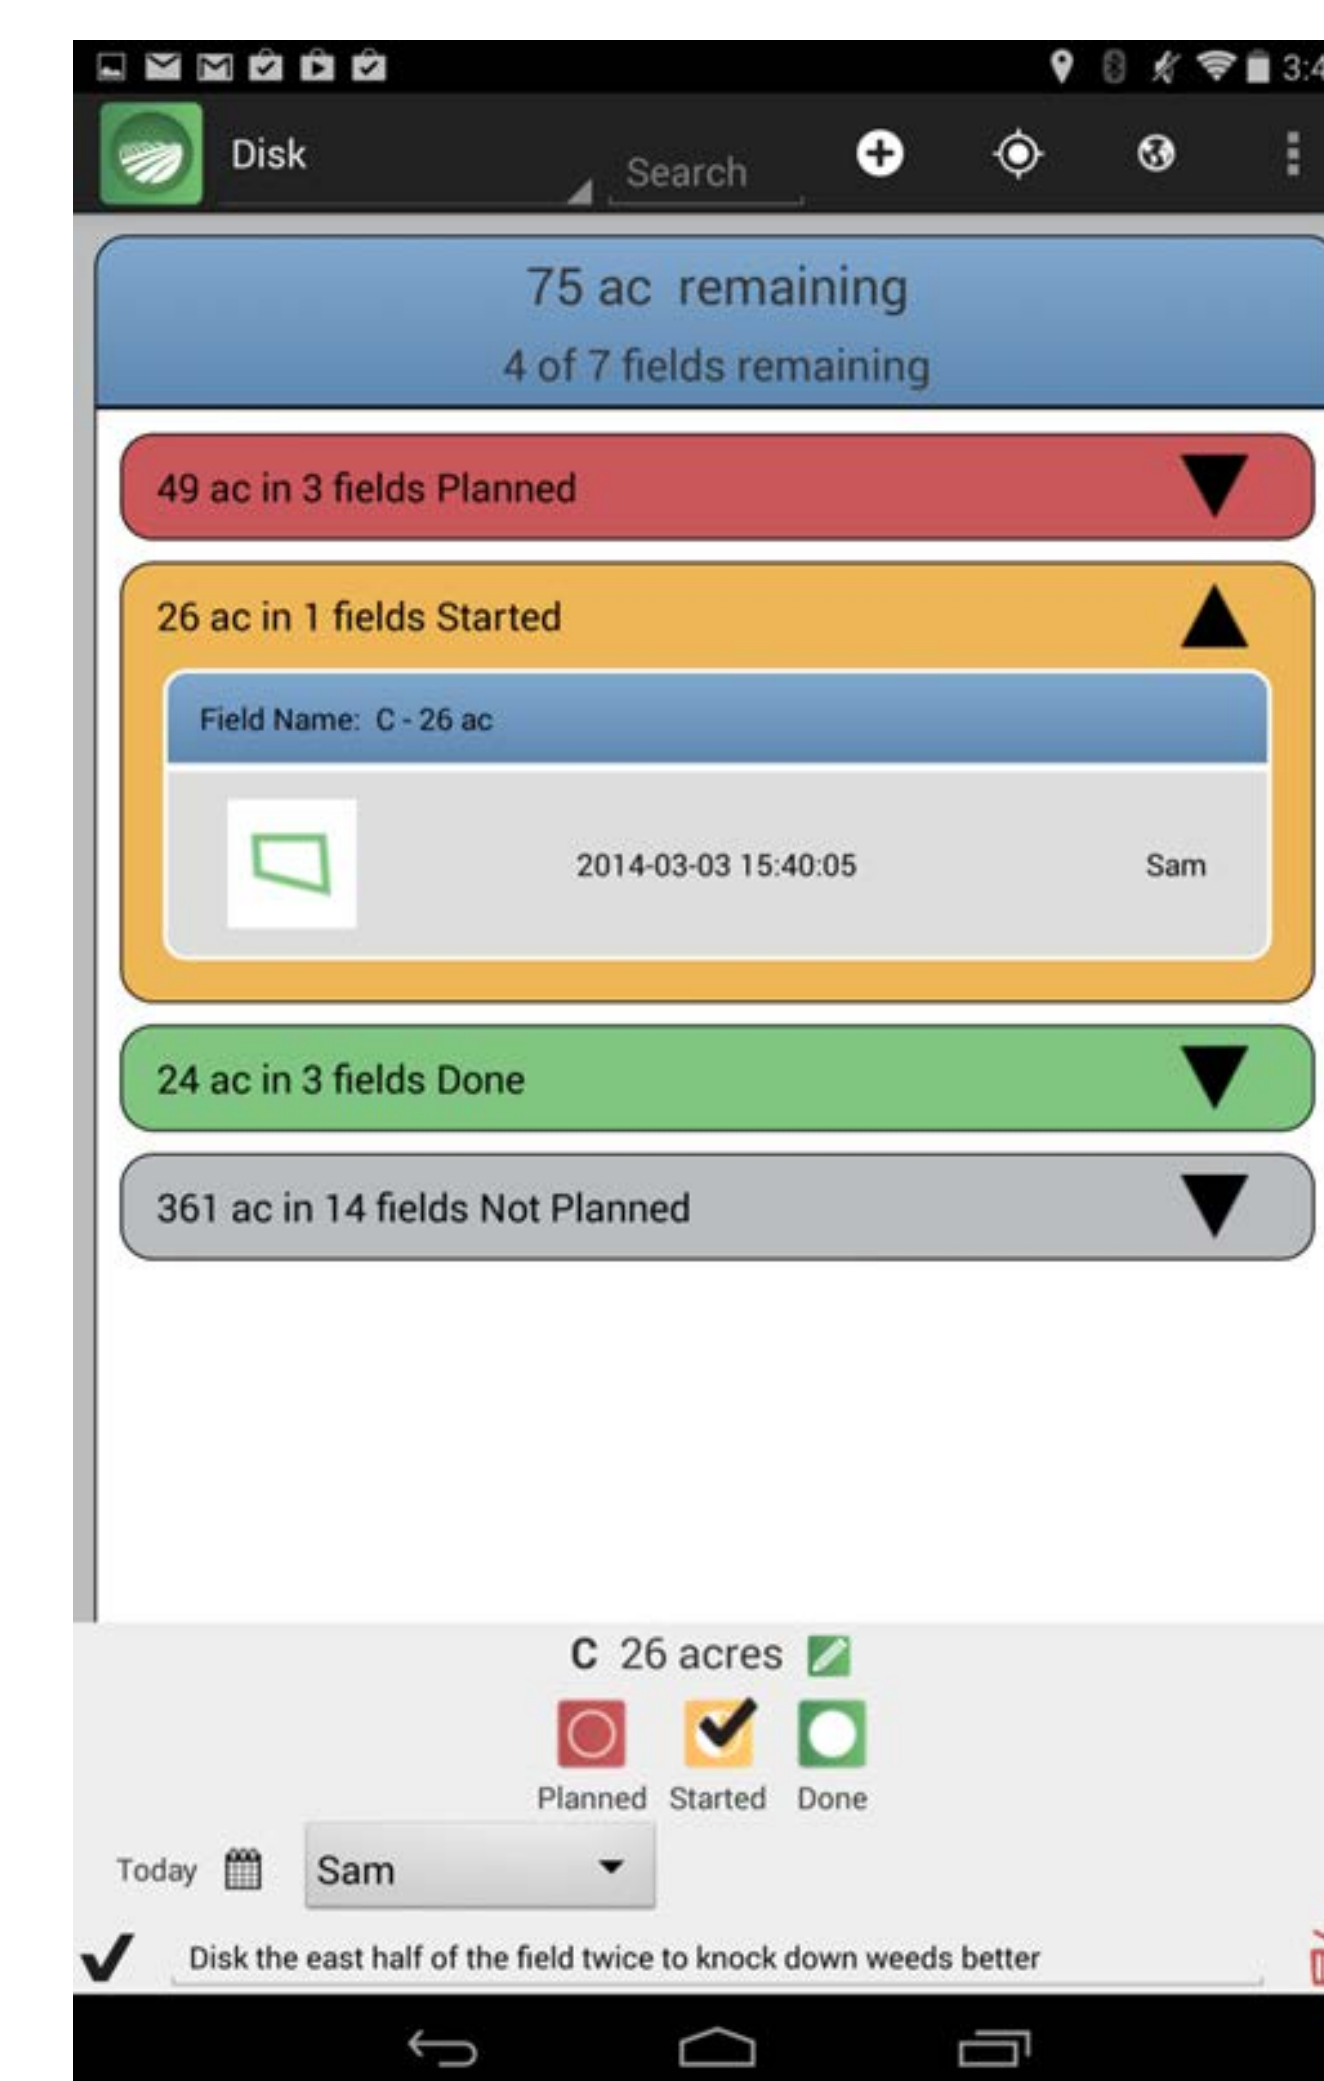 3:4
Disk
Search
75 ac remaining
4 of 7 fields remaining
49 ac in 3 fields Planned
26 ac in 1 fields Started
Field Name: C - 26 ac
2014-03-03 15:40:05 Sam
24 ac in 3 fields Done
361 ac in 14 fields Not Planned
C 26 acres
Planned Started Done
Today Sam
Disk the east half of the field twice to knock down weeds better